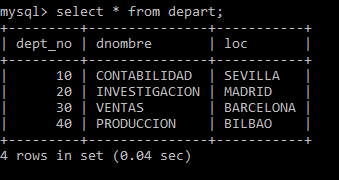 mysql> select * from depart;
+---------+---------------+-----------+
| dept_no | dnombre       | loc       |
+---------+---------------+-----------+
|      10 | CONTABILIDAD  | SEVILLA   |
|      20 | INVESTIGACION | MADRID    |
|      30 | VENTAS        | BARCELONA |
|      40 | PRODUCCION    | BILBAO    |
+---------+---------------+-----------+
4 rows in set (0.04 sec)